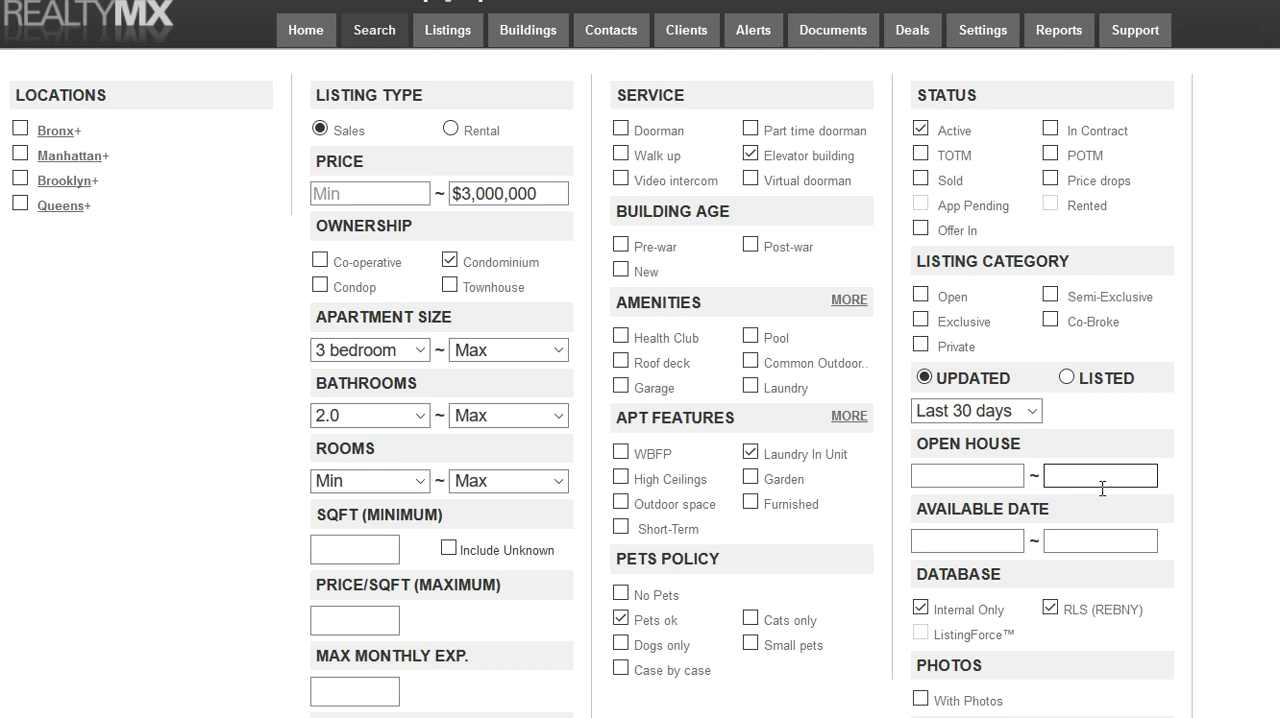 REALTYMX
Home Search Listings Buildings Contacts Clients Alerts Documents Deals Settings Reports Support
LOCATIONS
Bronx+
Manhattan+
Brooklyn+
Queens+
LISTING TYPE
Sales Rental
PRICE
Min ~ $3,000,000
OWNERSHIP
Co-operative Condominium
Condop Townhouse
APARTMENT SIZE
3 bedroom ~ Max
BATHROOMS
2.0 ~ Max
ROOMS
Min ~ Max
SQFT (MINIMUM)
Include Unknown
PRICE/SQFT (MAXIMUM)
MAX MONTHLY EXP.
SERVICE
Doorman Part time doorman
Walk up Elevator building
Video intercom Virtual doorman
BUILDING AGE
Pre-war Post-war
New
AMENITIES MORE
Health Club Pool
Roof deck Common Outdoor..
Garage Laundry
APT FEATURES MORE
WBFP Laundry In Unit
High Ceilings Garden
Outdoor space Furnished
Short-Term
PETS POLICY
No Pets
Pets ok Cats only
Dogs only Small pets
Case by case
STATUS
Active In Contract
TOTM POTM
Sold Price drops
App Pending Rented
Offer In
LISTING CATEGORY
Open Semi-Exclusive
Exclusive Co-Broke
Private
UPDATED LISTED
Last 30 days
OPEN HOUSE
~
AVAILABLE DATE
~
DATABASE
Internal Only RLS (REBNY)
ListingForce™
PHOTOS
With Photos